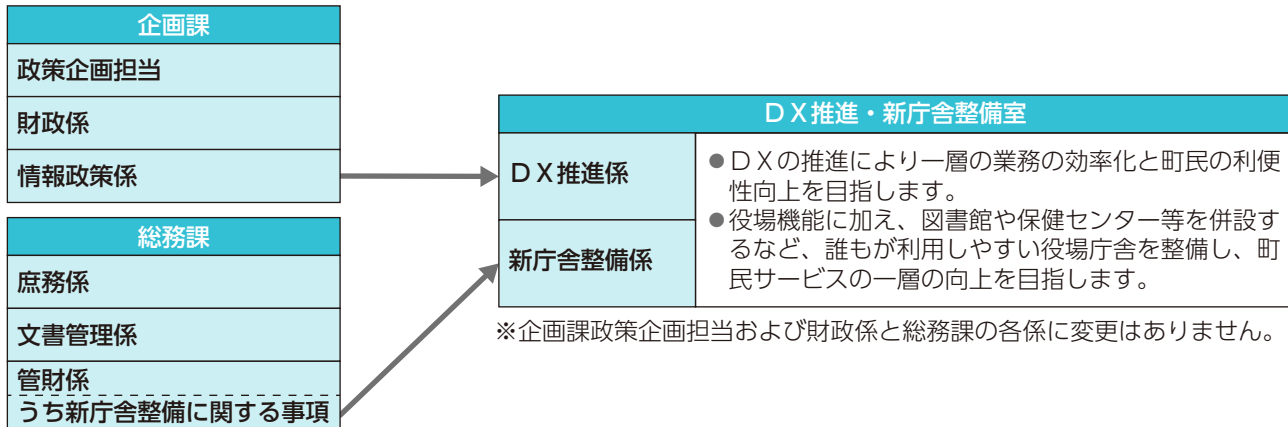 企画課
政策企画担当
財政係
情報政策係
総務課
庶務係
文書管理係
管財係
うち新庁舎整備に関する事項
ＤＸ推進・新庁舎整備室
ＤＸ推進係
新庁舎整備係
●ＤＸの推進により一層の業務の効率化と町民の利便
性向上を目指します。
●役場機能に加え、図書館や保健センター等を併設す
るなど、誰もが利用しやすい役場庁舎を整備し、町
民サービスの一層の向上を目指します。
※企画課政策企画担当および財政係と総務課の各係に変更はありません。